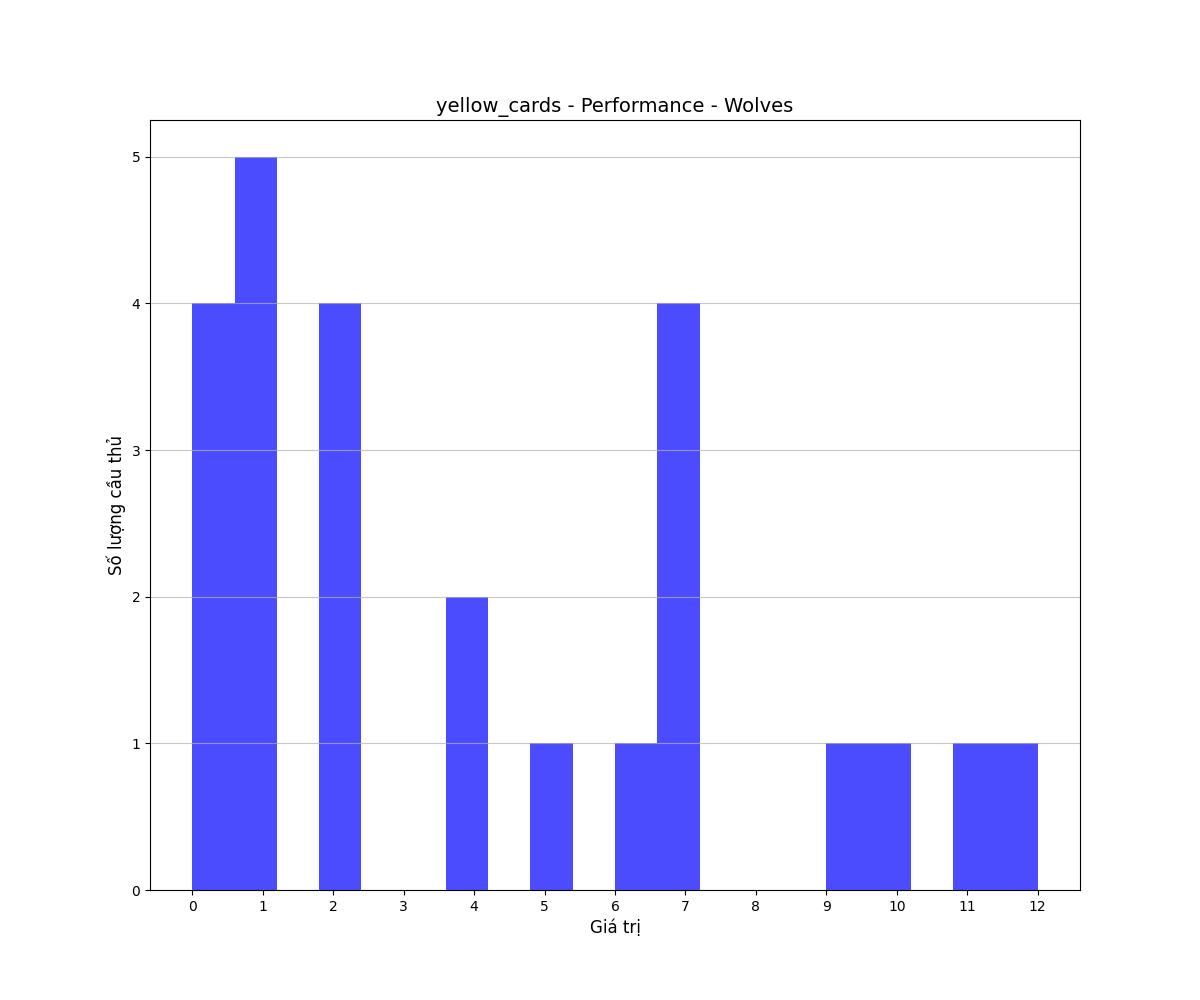 yellow_cards - Performance - Wolves
5
4
3
2
1
0
Số lượng cầu thủ
0 1 2 3 4 5 6 7 8 9 10 11 12
Giá trị